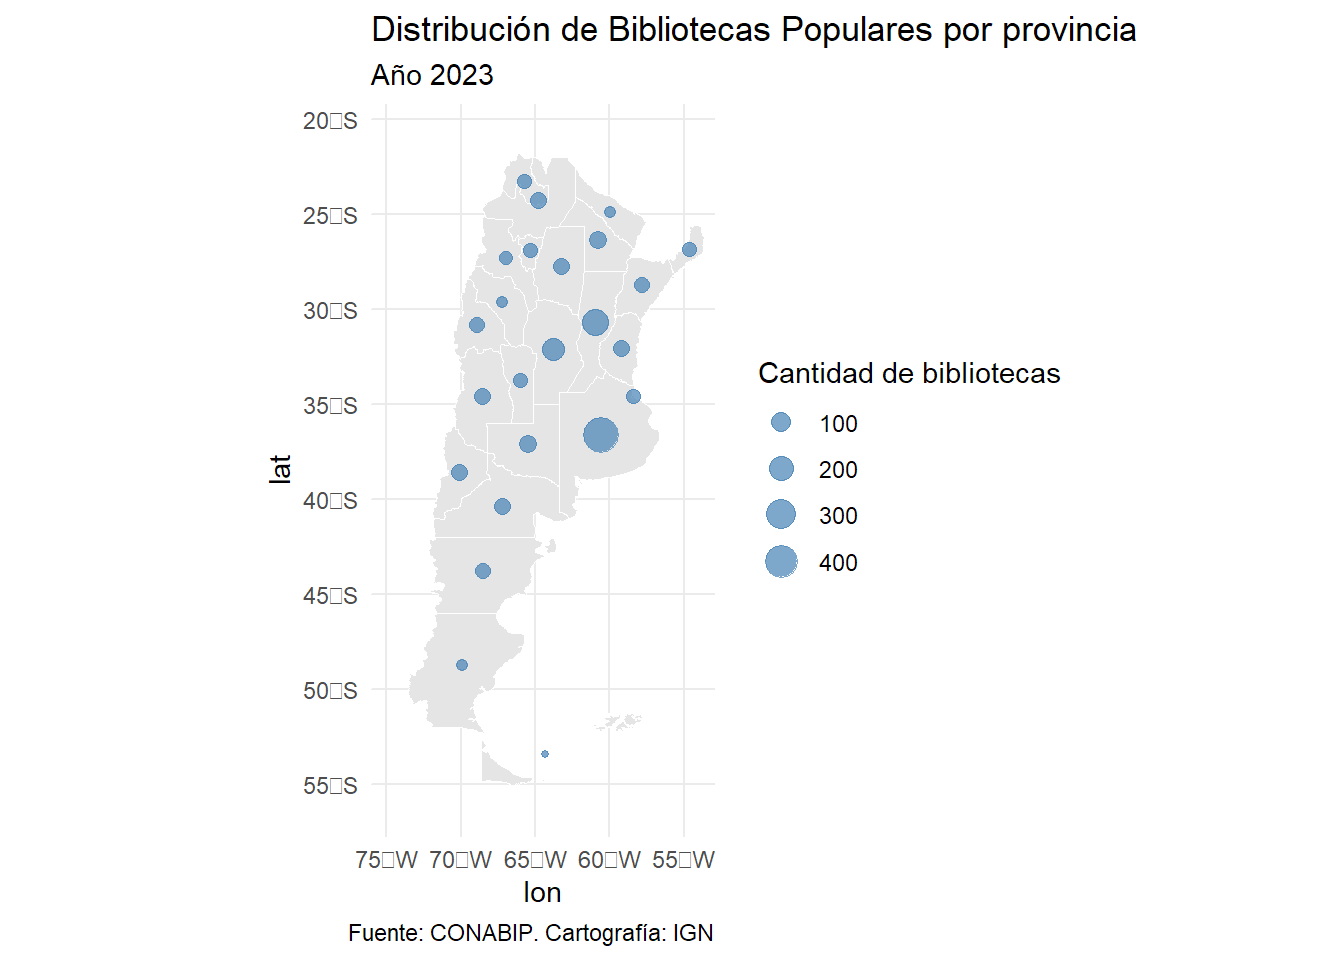 Distribución de Bibliotecas Populares por provincia
Año 2023
20▯S
25▯S
30▯S
35▯S
40▯S
45▯S
50▯S
55▯S
lat
75▯W 70▯W 65▯W 60▯W 55▯W
lon
Cantidad de bibliotecas
100
200
300
400
Fuente: CONABIP. Cartografía: IGN